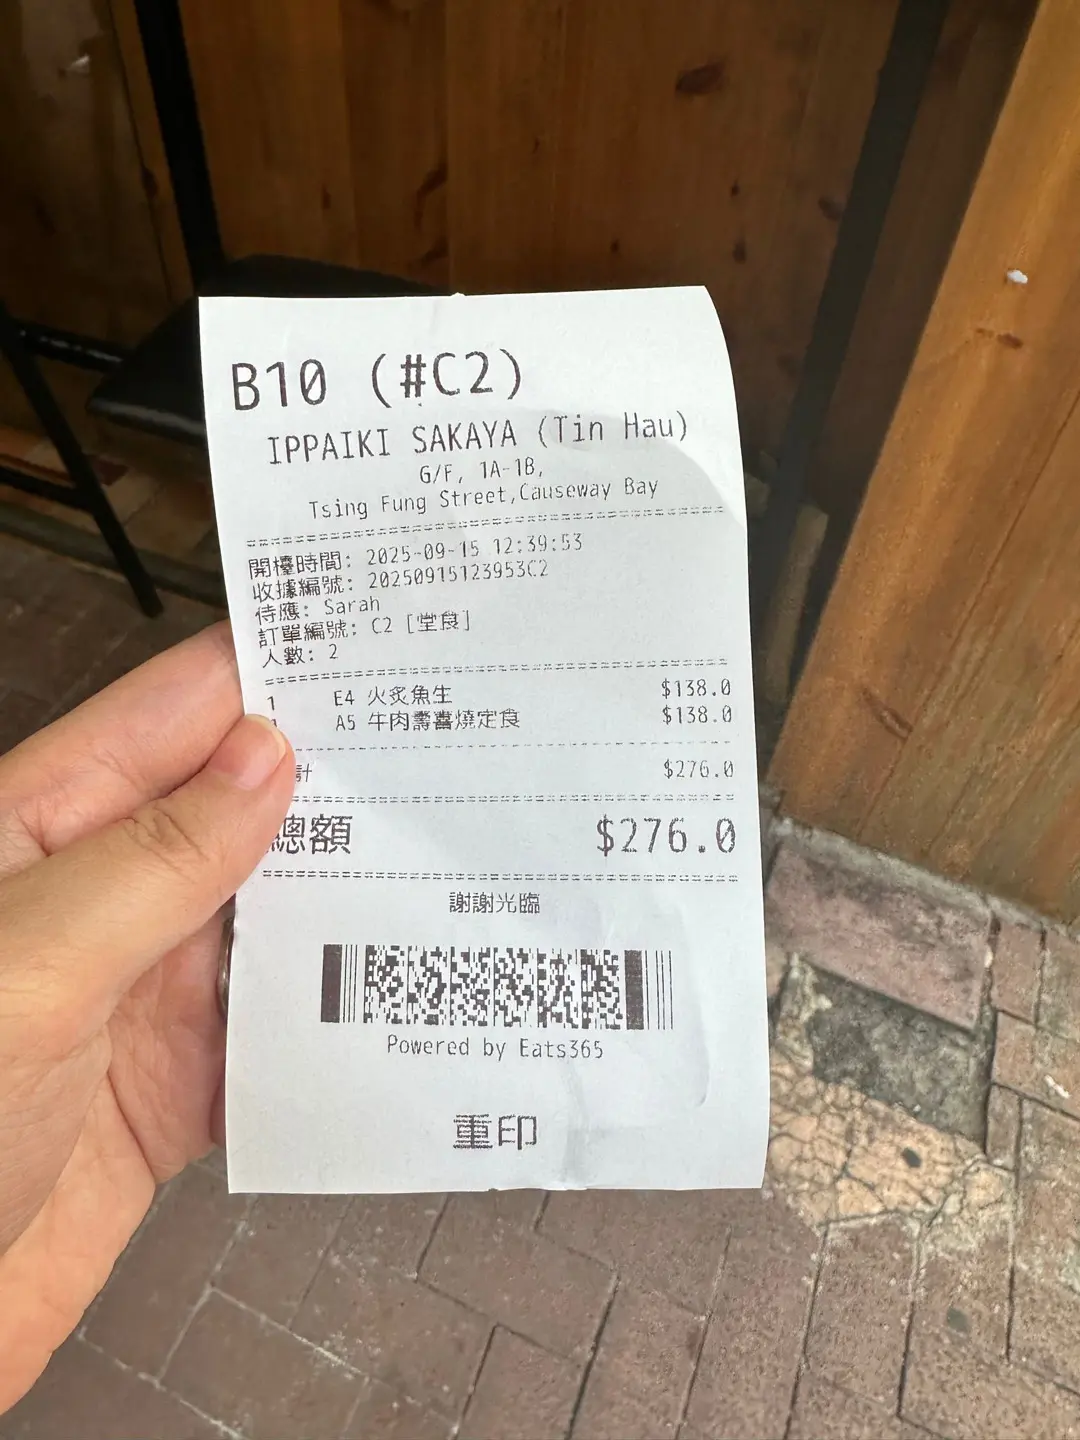 B10 (#C2)
IPPAIKI SAKAYA (Tin Hau)
G/F, 1A-1B,
Tsing Fung Street,Causeway Bay
開檯時間: 2025-09-15 12:39:53
收據編號: 20250915123953C2
侍應: Sarah
訂單編號: C2 [堂食]
人數: 2
1 E4 火炙魚生 $138.0
A5 牛肉壽喜燒定食 $138.0
計 $276.0
總額 $276.0
謝謝光臨
Powered by Eats365
重印